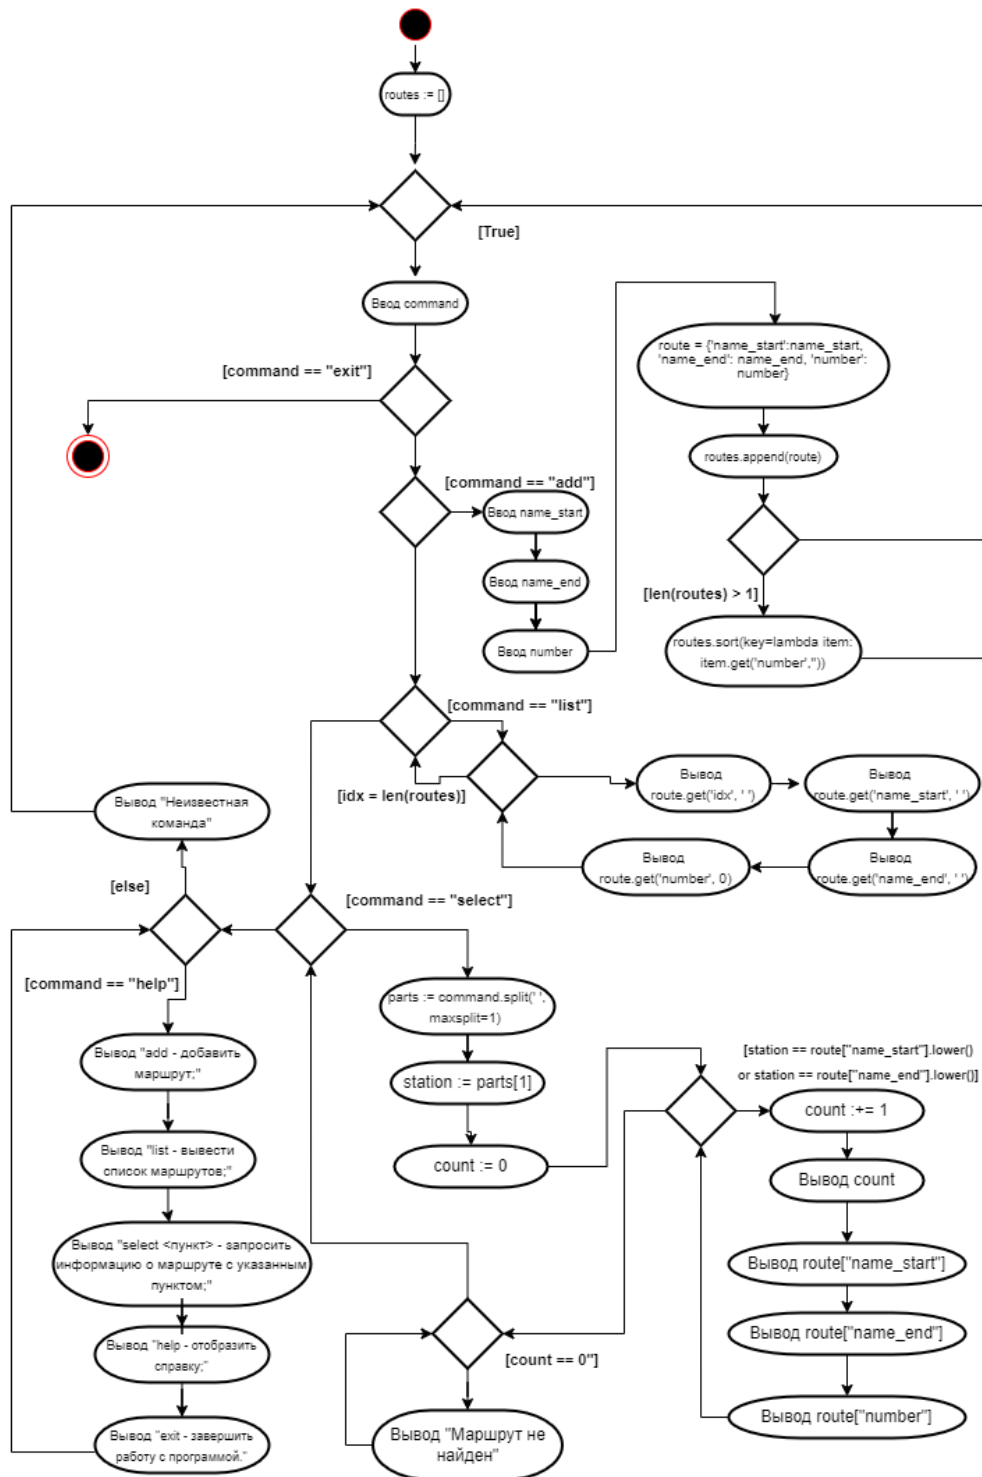 routes := []
[True]
Ввод command
[command == "exit"]
route = {'name_start':name_start,
'name_end': name_end, 'number':
number}
routes.append(route)
[command == "add"]
Ввод name_start
Ввод name_end
Ввод number
[len(routes) > 1]
routes.sort(key=lambda item:
item.get('number',''))
[command == "list"]
[idx = len(routes)]
Вывод
route.get('idx', ' ')
Вывод
route.get('name_start', ' ')
Вывод
route.get('name_end', ' ')
Вывод
route.get('number', 0)
Вывод "Неизвестная
команда"
[else]
[command == "select"]
[command == "help"]
Вывод "add - добавить
маршрут;"
Вывод "list - вывести
список маршрутов;"
Вывод "select <пункт> - запросить
информацию о маршруте с указанным
пунктом;"
Вывод "help - отобразить
справку;"
Вывод "exit - завершить
работу с программой."
parts := command.split(' ',
maxsplit=1)
station := parts[1]
count := 0
[station == route["name_start"].lower()
or station == route["name_end"].lower()]
count :+= 1
Вывод count
Вывод route["name_start"]
Вывод route["name_end"]
Вывод route["number"]
[count == 0"]
Вывод "Маршрут не
найден"